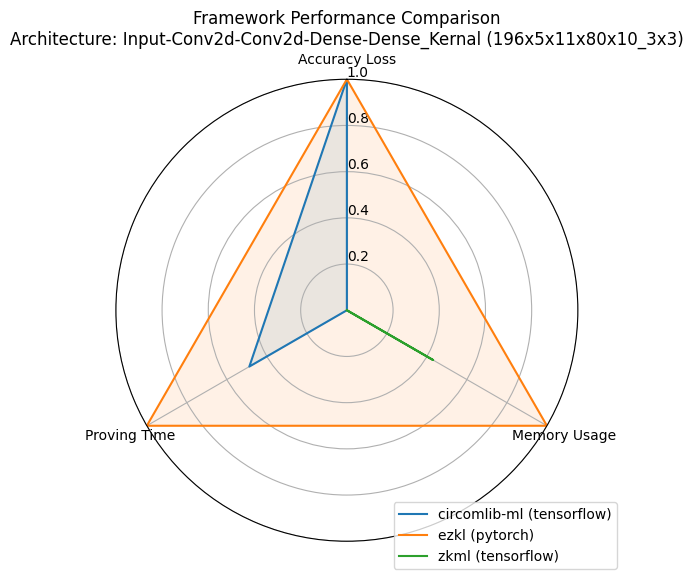 Framework Performance Comparison
Architecture: Input-Conv2d-Conv2d-Dense-Dense_Kernal (196x5x11x80x10_3x3)
Accuracy Loss
1.0
0.8
0.6
0.4
0.2
Proving Time
Memory Usage
circomlib-ml (tensorflow)
ezkl (pytorch)
zkml (tensorflow)